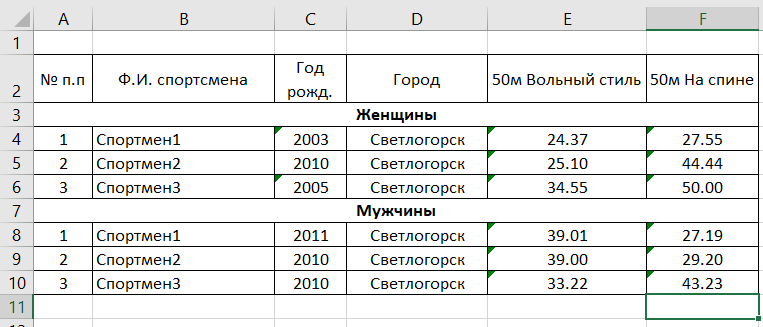 A B C D E F
1
2 № п.п Ф.И. спортсмена Год рожд. Город 50м Вольный стиль 50м На спине
3 Женщины
4 1 Спортмен1 2003 Светлогорск 24.37 27.55
5 2 Спортмен2 2010 Светлогорск 25.10 44.44
6 3 Спортмен3 2005 Светлогорск 34.55 50.00
7 Мужчины
8 1 Спортмен1 2011 Светлогорск 39.01 27.19
9 2 Спортмен2 2010 Светлогорск 39.00 29.20
10 3 Спортмен3 2010 Светлогорск 33.22 43.23
11